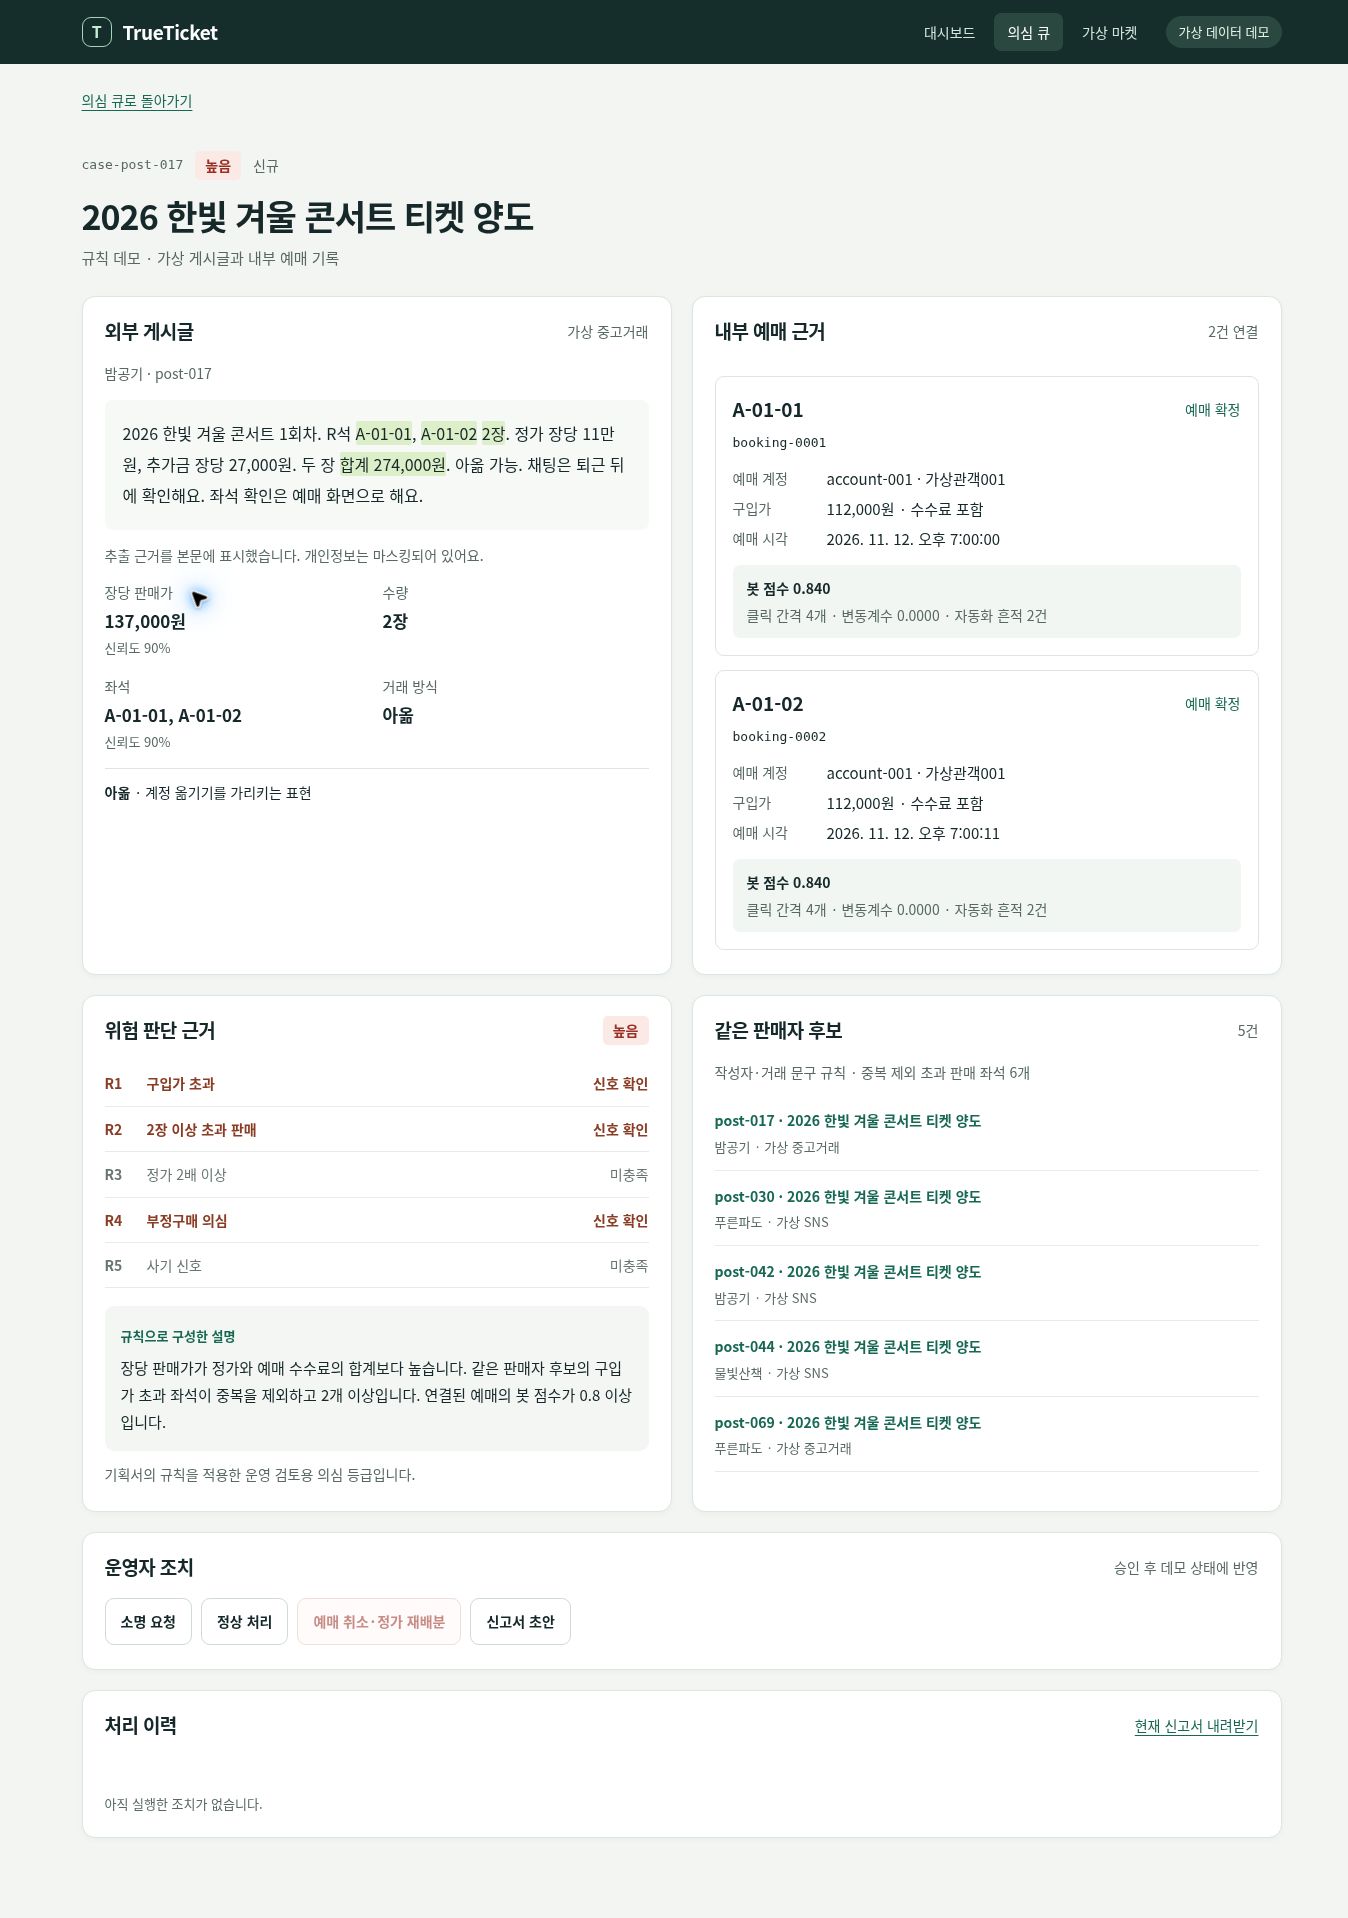 T TrueTicket 대시보드 의심 큐 가상 마켓 가상 데이터 데모
의심 큐로 돌아가기
case-post-017 높음 신규
2026 한빛 겨울 콘서트 티켓 양도
규칙 데모 · 가상 게시글과 내부 예매 기록
외부 게시글 가상 중고거래
밤공기 · post-017
2026 한빛 겨울 콘서트 1회차. R석 A-01-01, A-01-02 2장. 정가 장당 11만
원, 추가금 장당 27,000원. 두 장 합계 274,000원. 아옮 가능. 채팅은 퇴근 뒤
에 확인해요. 좌석 확인은 예매 화면으로 해요.
추출 근거를 본문에 표시했습니다. 개인정보는 마스킹되어 있어요.
장당 판매가 수량
137,000원 2장
신뢰도 90%
좌석 거래 방식
A-01-01, A-01-02 아옮
신뢰도 90%
아옮 · 계정 옮기기를 가리키는 표현
내부 예매 근거 2건 연결
A-01-01 예매 확정
booking-0001
예매 계정 account-001 · 가상관객001
구입가 112,000원 · 수수료 포함
예매 시각 2026. 11. 12. 오후 7:00:00
봇 점수 0.840
클릭 간격 4개 · 변동계수 0.0000 · 자동화 흔적 2건
A-01-02 예매 확정
booking-0002
예매 계정 account-001 · 가상관객001
구입가 112,000원 · 수수료 포함
예매 시각 2026. 11. 12. 오후 7:00:11
봇 점수 0.840
클릭 간격 4개 · 변동계수 0.0000 · 자동화 흔적 2건
위험 판단 근거 높음
R1 구입가 초과 신호 확인
R2 2장 이상 초과 판매 신호 확인
R3 정가 2배 이상 미충족
R4 부정구매 의심 신호 확인
R5 사기 신호 미충족
규칙으로 구성한 설명
장당 판매가가 정가와 예매 수수료의 합계보다 높습니다. 같은 판매자 후보의 구입
가 초과 좌석이 중복을 제외하고 2개 이상입니다. 연결된 예매의 봇 점수가 0.8 이상
입니다.
기획서의 규칙을 적용한 운영 검토용 의심 등급입니다.
같은 판매자 후보 5건
작성자·거래 문구 규칙 · 중복 제외 초과 판매 좌석 6개
post-017 · 2026 한빛 겨울 콘서트 티켓 양도
밤공기 · 가상 중고거래
post-030 · 2026 한빛 겨울 콘서트 티켓 양도
푸른파도 · 가상 SNS
post-042 · 2026 한빛 겨울 콘서트 티켓 양도
밤공기 · 가상 SNS
post-044 · 2026 한빛 겨울 콘서트 티켓 양도
물빛산책 · 가상 SNS
post-069 · 2026 한빛 겨울 콘서트 티켓 양도
푸른파도 · 가상 중고거래
운영자 조치 승인 후 데모 상태에 반영
소명 요청 정상 처리 예매 취소·정가 재배분 신고서 초안
처리 이력 현재 신고서 내려받기
아직 실행한 조치가 없습니다.